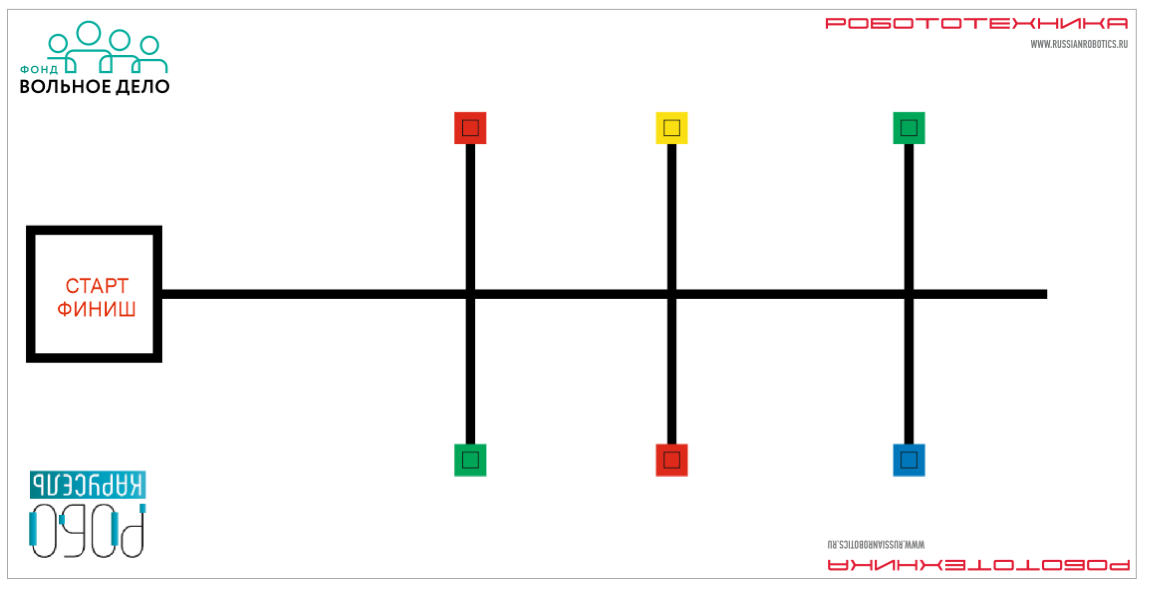 РОБОТОТЕХНИКА
WWW.RUSSIANROBOTICS.RU
ФОНД
ВОЛЬНОЕ ДЕЛО
СТАРТ
ФИНИШ
КАРУСЕЛЬ
РОБО
WWW.RUSSIANROBOTICS.RU
РОБОТОТЕХНИКА